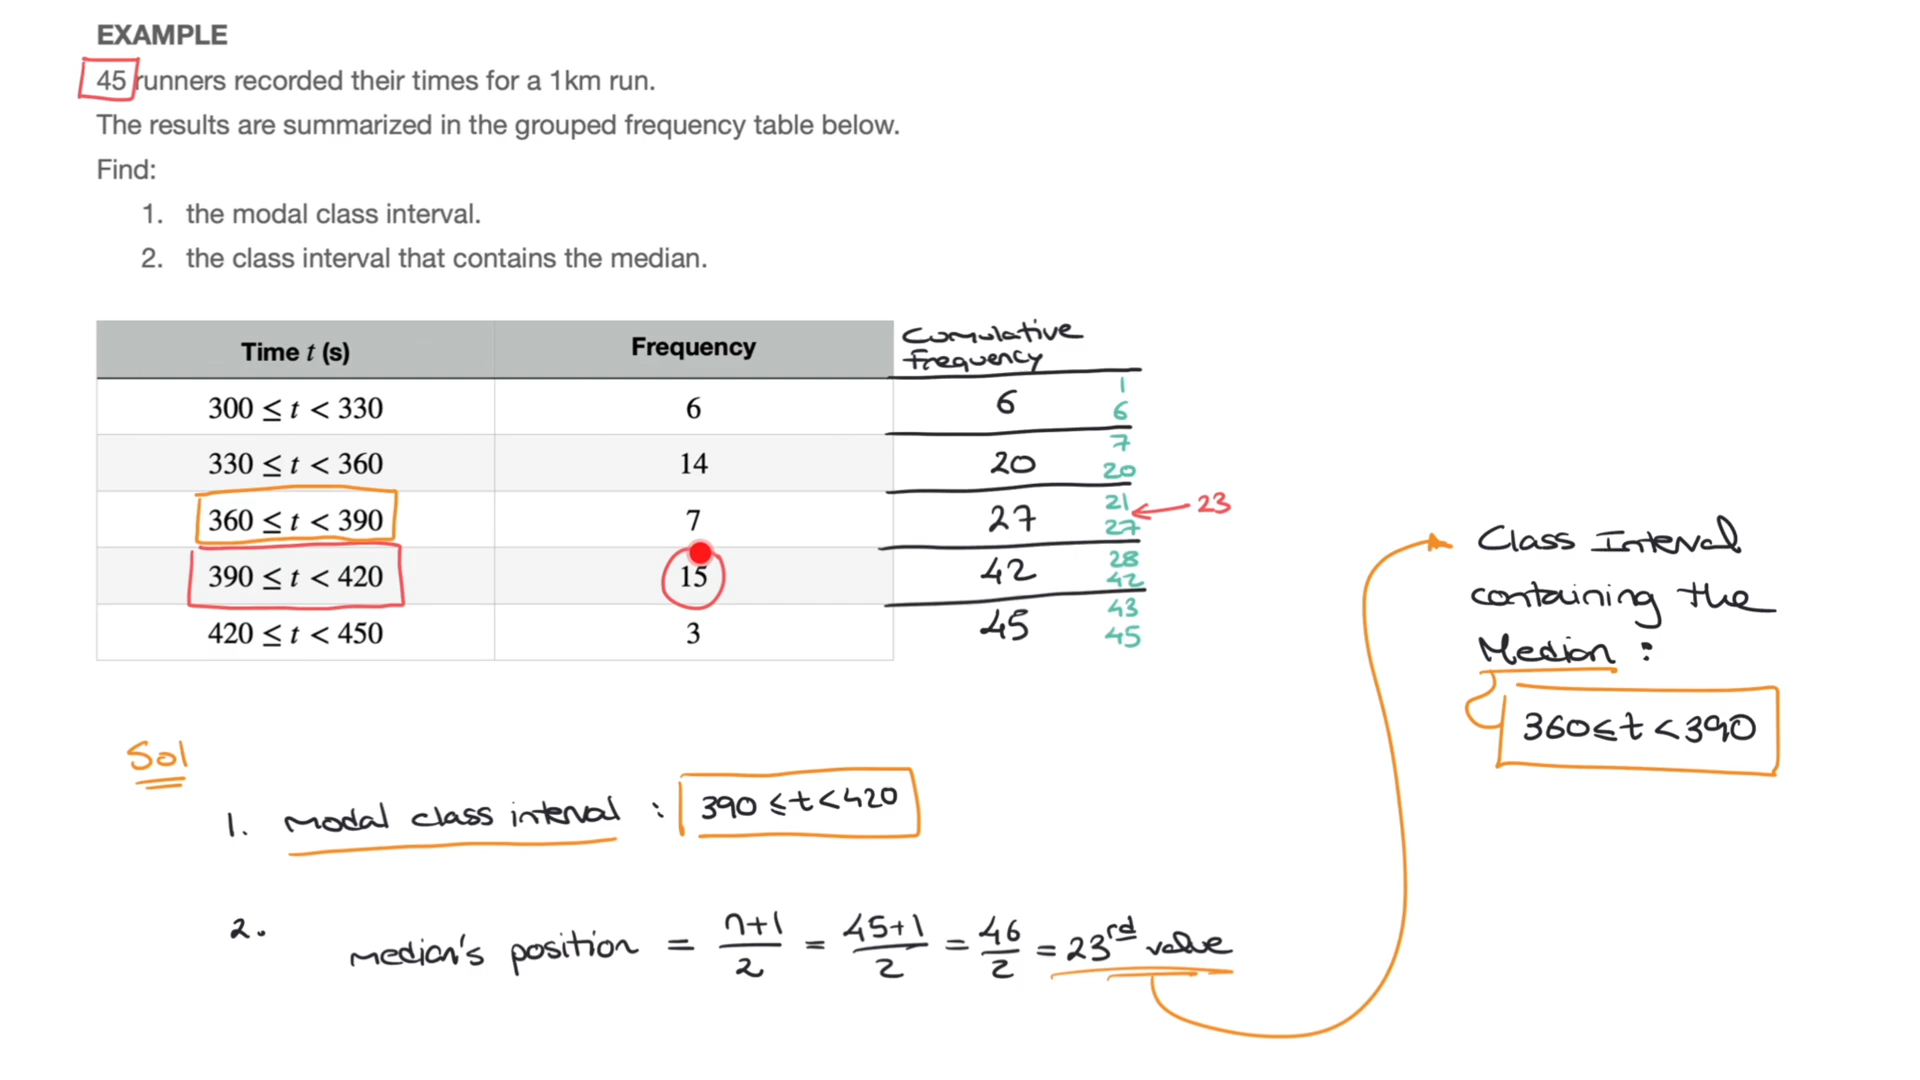 EXAMPLE
45 runners recorded their times for a 1km run.
The results are summarized in the grouped frequency table below.
Find:
1. the modal class interval.
2. the class interval that contains the median.
Time t (s) Frequency Cumulative Frequency
300 ≤ t < 330 6 6 1 6
330 ≤ t < 360 14 20 7 20
360 ≤ t < 390 7 27 21 27 23
390 ≤ t < 420 15 42 28 42
420 ≤ t < 450 3 45 43 45
Sol
1. Modal class interval : 390 ≤ t < 420
2. median's position = n+1/2 = 45+1/2 = 46/2 = 23rd value
Class Interval
containing the
Median :
360 ≤ t < 390